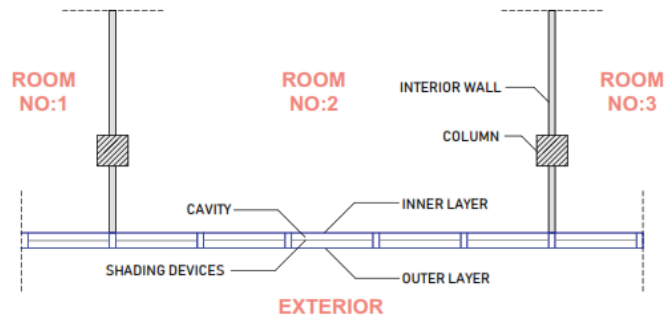 ROOM
NO:1
ROOM
NO:2
ROOM
NO:3
INTERIOR WALL
COLUMN
CAVITY
INNER LAYER
SHADING DEVICES
OUTER LAYER
EXTERIOR